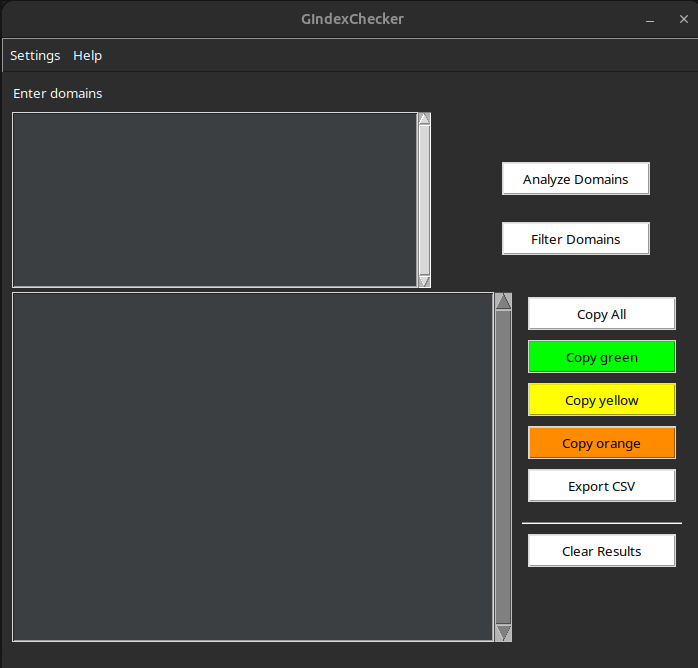 GIndexChecker
Settings Help
Enter domains
Analyze Domains
Filter Domains
Copy All
Copy green
Copy yellow
Copy orange
Export CSV
Clear Results